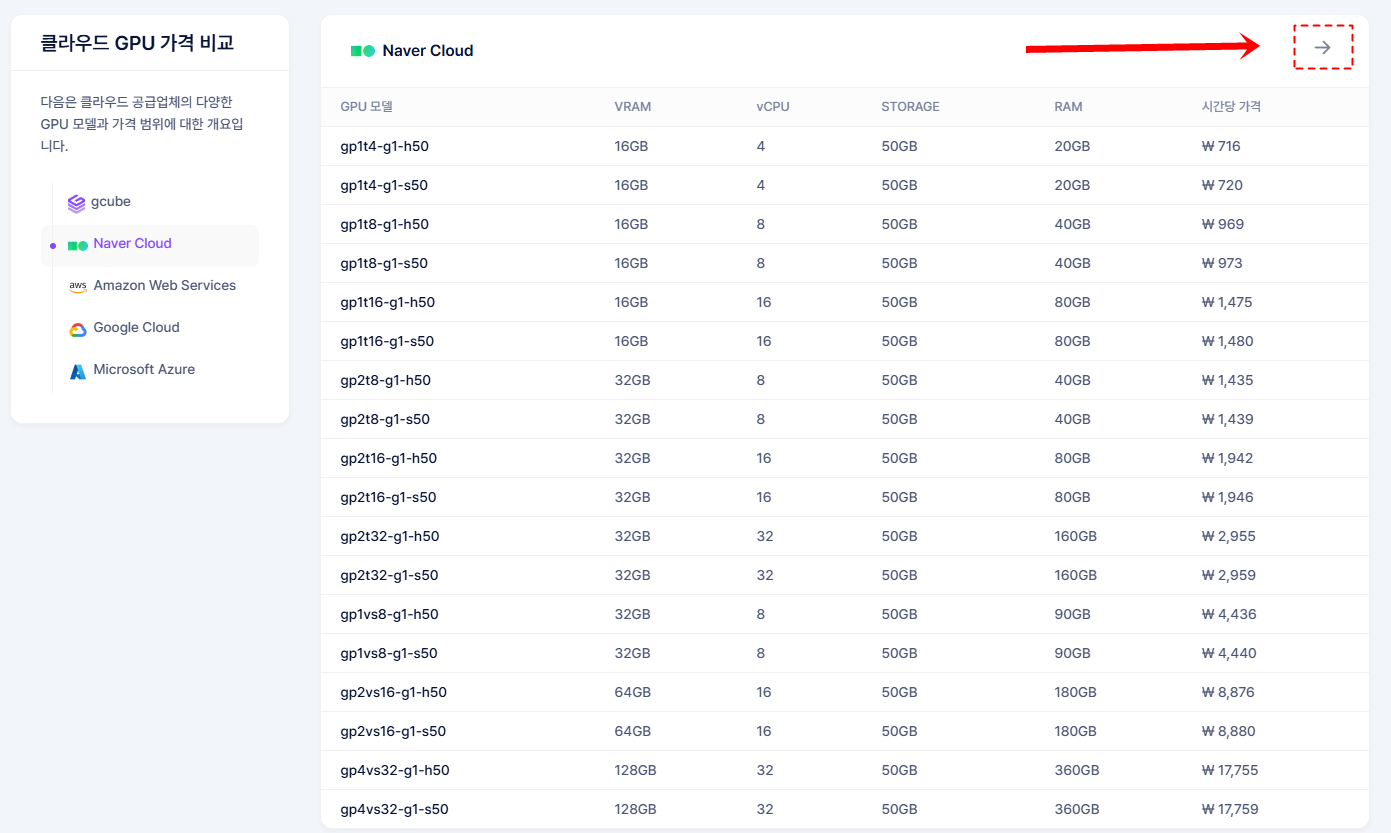 클라우드 GPU 가격 비교
다음은 클라우드 공급업체의 다양한
GPU 모델과 가격 범위에 대한 개요입
니다.
gcube
Naver Cloud
aws Amazon Web Services
Google Cloud
Microsoft Azure
Naver Cloud
GPU 모델 VRAM vCPU STORAGE RAM 시간당 가격
gp1t4-g1-h50 16GB 4 50GB 20GB ₩ 716
gp1t4-g1-s50 16GB 4 50GB 20GB ₩ 720
gp1t8-g1-h50 16GB 8 50GB 40GB ₩ 969
gp1t8-g1-s50 16GB 8 50GB 40GB ₩ 973
gp1t16-g1-h50 16GB 16 50GB 80GB ₩ 1,475
gp1t16-g1-s50 16GB 16 50GB 80GB ₩ 1,480
gp2t8-g1-h50 32GB 8 50GB 40GB ₩ 1,435
gp2t8-g1-s50 32GB 8 50GB 40GB ₩ 1,439
gp2t16-g1-h50 32GB 16 50GB 80GB ₩ 1,942
gp2t16-g1-s50 32GB 16 50GB 80GB ₩ 1,946
gp2t32-g1-h50 32GB 32 50GB 160GB ₩ 2,955
gp2t32-g1-s50 32GB 32 50GB 160GB ₩ 2,959
gp1vs8-g1-h50 32GB 8 50GB 90GB ₩ 4,436
gp1vs8-g1-s50 32GB 8 50GB 90GB ₩ 4,440
gp2vs16-g1-h50 64GB 16 50GB 180GB ₩ 8,876
gp2vs16-g1-s50 64GB 16 50GB 180GB ₩ 8,880
gp4vs32-g1-h50 128GB 32 50GB 360GB ₩ 17,755
gp4vs32-g1-s50 128GB 32 50GB 360GB ₩ 17,759